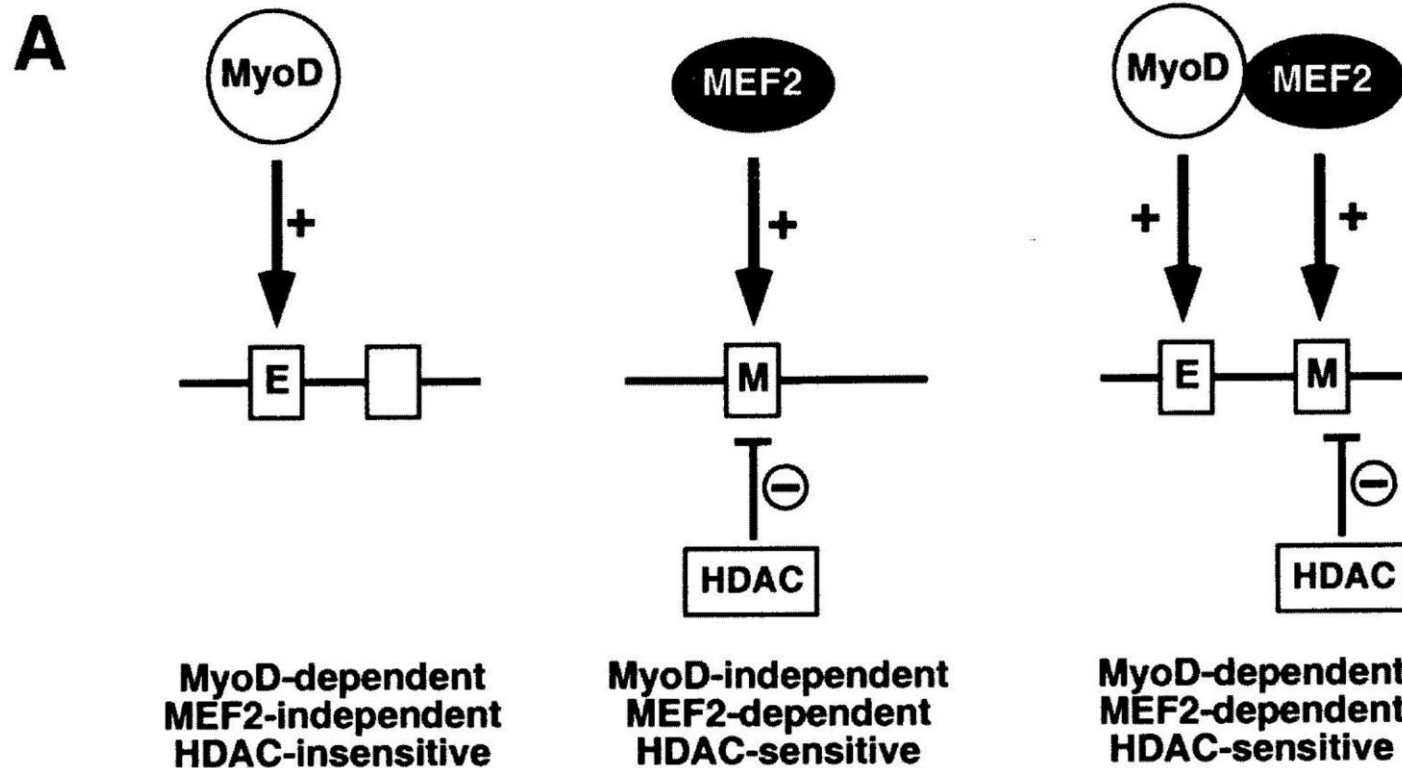 A
MyoD
MEF2
MyoD
MEF2
+
+
+
+
E
M
E
M
−
−
HDAC
HDAC
MyoD-dependent
MEF2-independent
HDAC-insensitive
MyoD-independent
MEF2-dependent
HDAC-sensitive
MyoD-dependent
MEF2-dependent
HDAC-sensitive